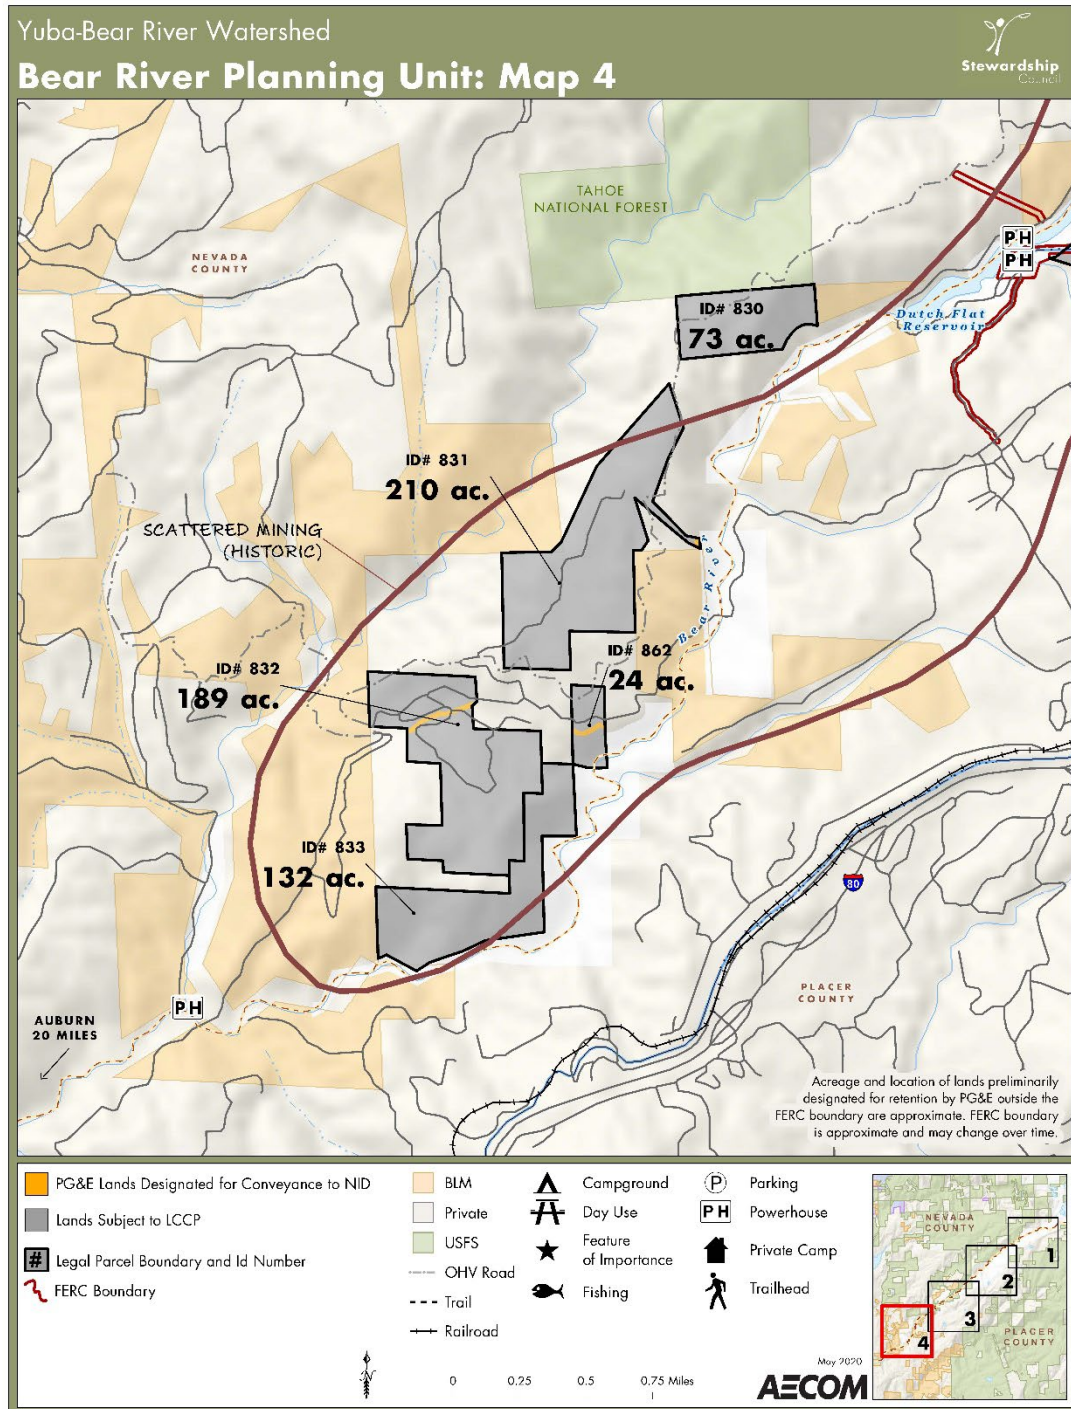 Yuba-Bear River Watershed
Bear River Planning Unit: Map 4
Stewardship
Council
TAHOE
NATIONAL FOREST
NEVADA
COUNTY
PH
PH
ID# 830
73 ac.
Dutch Flat
Reservoir
ID# 831
210 ac.
SCATTERED MINING
(HISTORIC)
Bear River
ID# 862
24 ac.
ID# 832
189 ac.
ID# 833
132 ac.
80
PLACER
COUNTY
PH
AUBURN
20 MILES
Acreage and location of lands preliminarily
designated for retention by PG&E outside the
FERC boundary are approximate. FERC boundary
is approximate and may change over time.
PG&E Lands Designated for Conveyance to NID
Lands Subject to LCCP
# Legal Parcel Boundary and Id Number
FERC Boundary
BLM
Private
USFS
OHV Road
Trail
Railroad
Campground
Day Use
Feature
of Importance
Fishing
P Parking
PH Powerhouse
Private Camp
Trailhead
NEVADA
COUNTY
1
2
3
4
PLACER
COUNTY
0 0.25 0.5 0.75 Miles
May 2020
AECOM